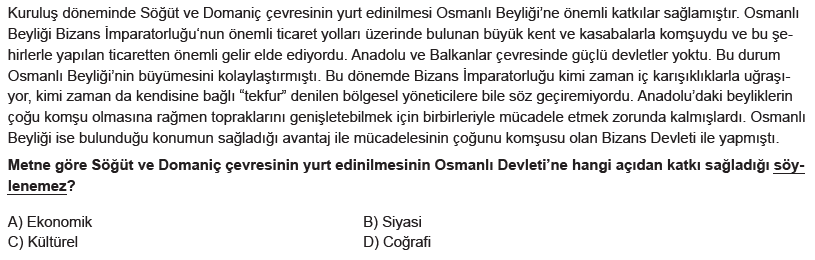 Kuruluş döneminde Söğüt ve Domaniç çevresinin yurt edinilmesi Osmanlı Beyliği'ne önemli katkılar sağlamıştır. Osmanlı
Beyliği Bizans İmparatorluğu'nun önemli ticaret yolları üzerinde bulunan büyük kent ve kasabalarla komşuydu ve bu şe-
hirlerle yapılan ticaretten önemli gelir elde ediyordu. Anadolu ve Balkanlar çevresinde güçlü devletler yoktu. Bu durum
Osmanlı Beyliği'nin büyümesini kolaylaştırmıştı. Bu dönemde Bizans İmparatorluğu kimi zaman iç karışıklıklarla uğraşı-
yor, kimi zaman da kendisine bağlı “tekfur” denilen bölgesel yöneticilere bile söz geçiremiyordu. Anadolu'daki beyliklerin
çoğu komşu olmasına rağmen topraklarını genişletebilmek için birbirleriyle mücadele etmek zorunda kalmışlardı. Osmanlı
Beyliği ise bulunduğu konumun sağladığı avantaj ile mücadelesinin çoğunu komşusu olan Bizans Devleti ile yapmıştı.
Metne göre Söğüt ve Domaniç çevresinin yurt edinilmesinin Osmanlı Devleti'ne hangi açıdan katkı sağladığı söy-
lenemez?
A) Ekonomik B) Siyasi
C) Kültürel D) Coğrafi